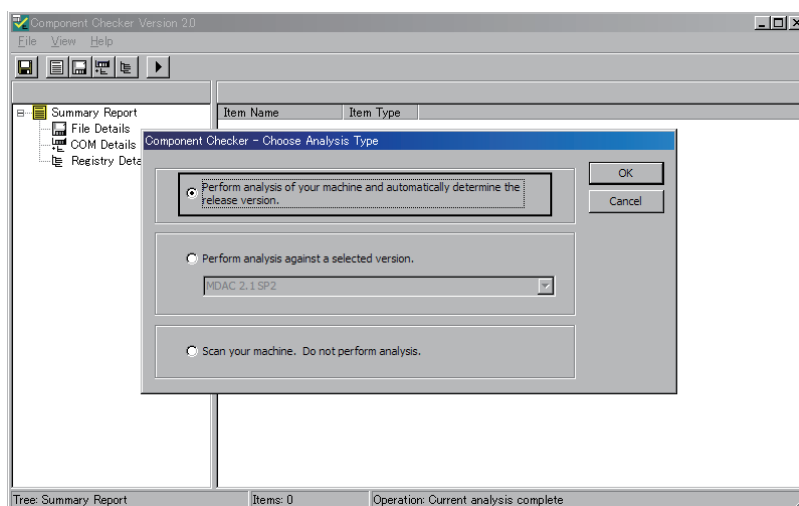 Component Checker Version 2.0
File View Help
Summary Report
File Details
COM Details
Registry Deta
Item Name Item Type
Component Checker - Choose Analysis Type
Perform analysis of your machine and automatically determine the
release version.
OK
Cancel
Perform analysis against a selected version.
MDAC 2.1 SP2
Scan your machine. Do not perform analysis.
Tree: Summary Report Items: 0 Operation: Current analysis complete